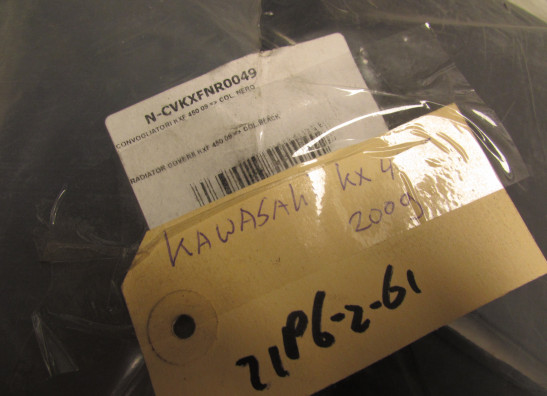 N-CVKXFNR0049
CONVOGLIATORI KXF 450 09 => COL. NERO
RADIATOR COVERS KXF 450 09 => COL. BLACK
KAWASAKI KX 4
2009
21P6-2-61